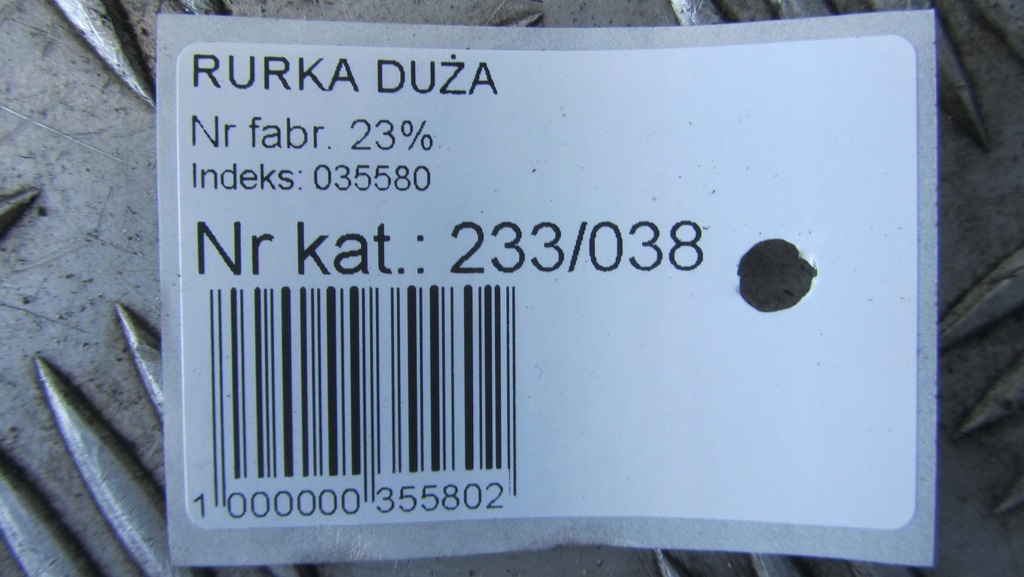 RURKA DUŻA
Nr fabr. 23%
Indeks: 035580
Nr kat.: 233/038
1 000000 355802